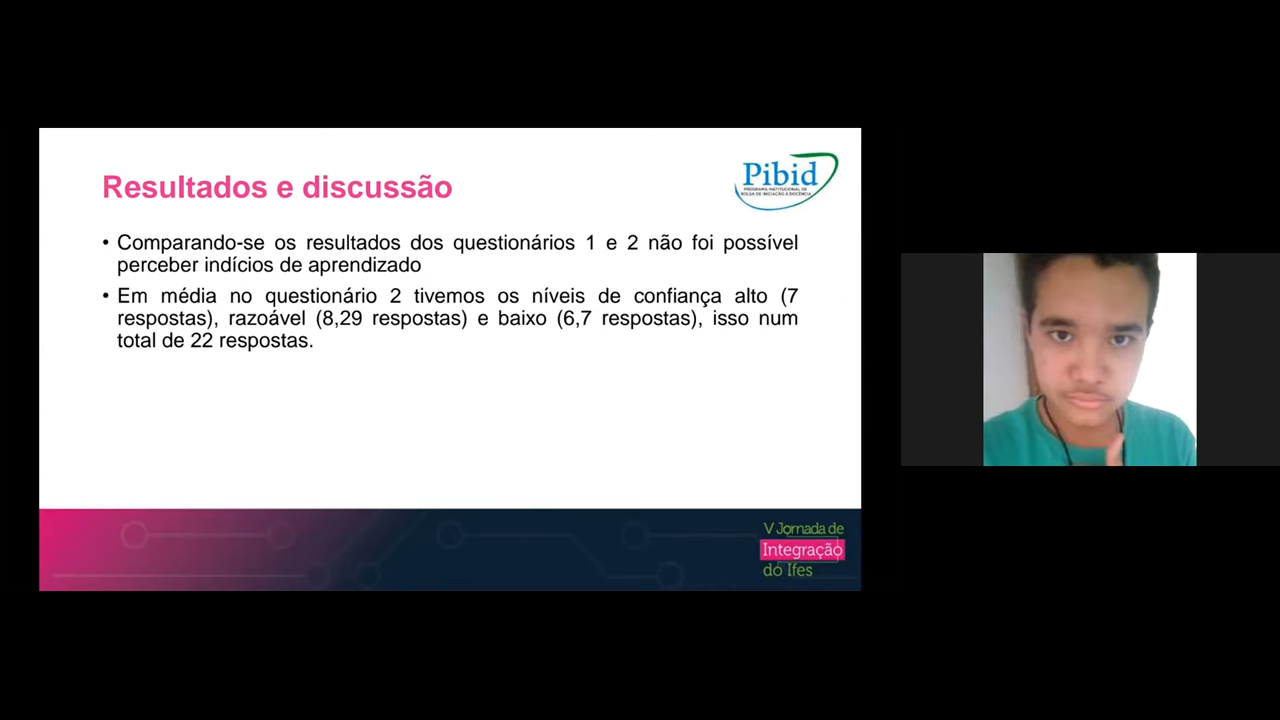 Resultados e discussão
Pibid
PROGRAMA INSTITUCIONAL DE
BOLSA DE INICIAÇÃO À DOCÊNCIA
• Comparando-se os resultados dos questionários 1 e 2 não foi possível
perceber indícios de aprendizado
• Em média no questionário 2 tivemos os níveis de confiança alto (7
respostas), razoável (8,29 respostas) e baixo (6,7 respostas), isso num
total de 22 respostas.
V Jornada de
Integração
do Ifes